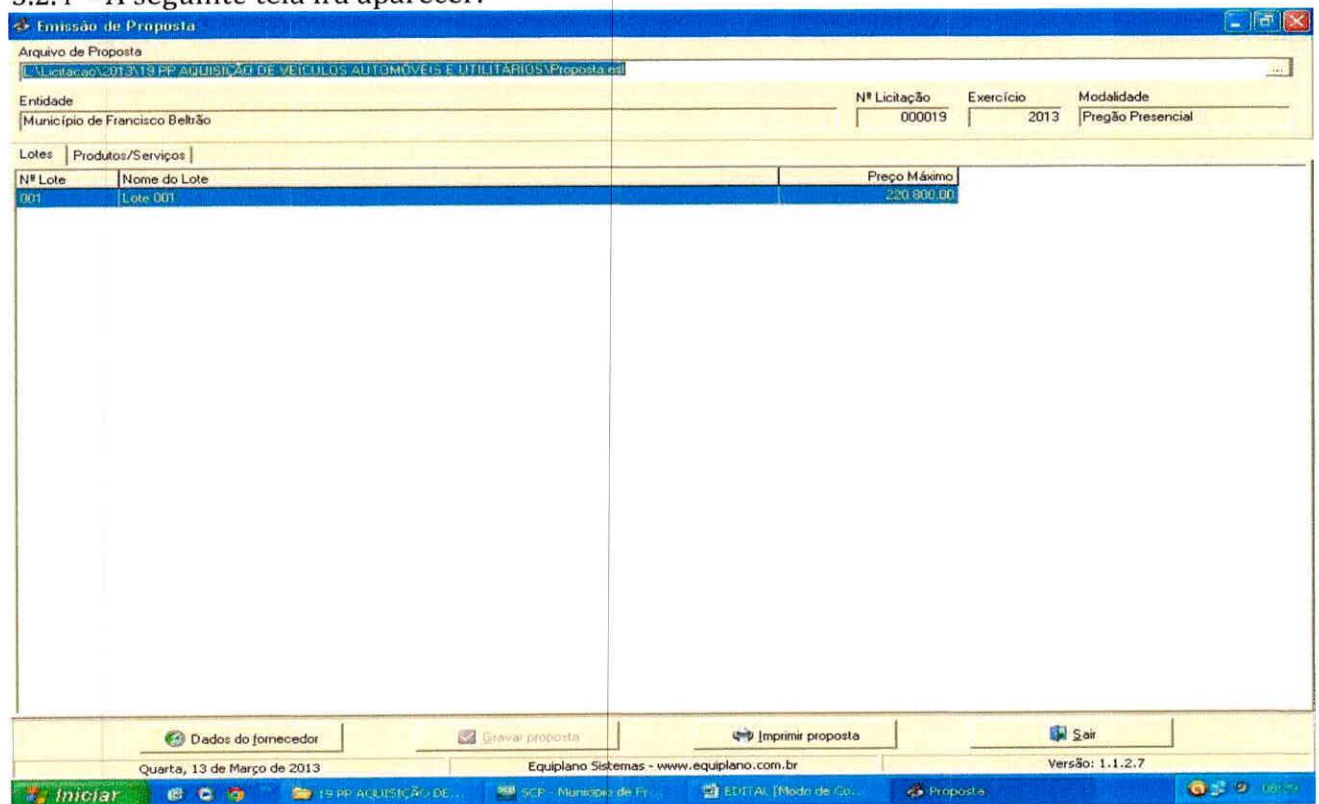 A seguinte tela irá aparecer:
Emissão de Proposta
Arquivo de Proposta
L:\Licitacao\2013\19 PP AQUISIÇÃO DE VEÍCULOS AUTOMÓVEIS E UTILITÁRIOS\Proposta.esl
...
Entidade Nº Licitação Exercício Modalidade
Município de Francisco Beltrão 000019 2013 Pregão Presencial
Lotes Produtos/Serviços
Nº Lote Nome do Lote Preço Máximo
001 Lote 001 220.800,00
Dados do fornecedor Gravar proposta Imprimir proposta Sair
Quarta, 13 de Março de 2013 Equiplano Sistemas - www.equiplano.com.br Versão: 1.1.2.7
Iniciar 19 PP AQUISIÇÃO DE... SCP - Município de Fr... EDITAL [Modo de Co... Proposta